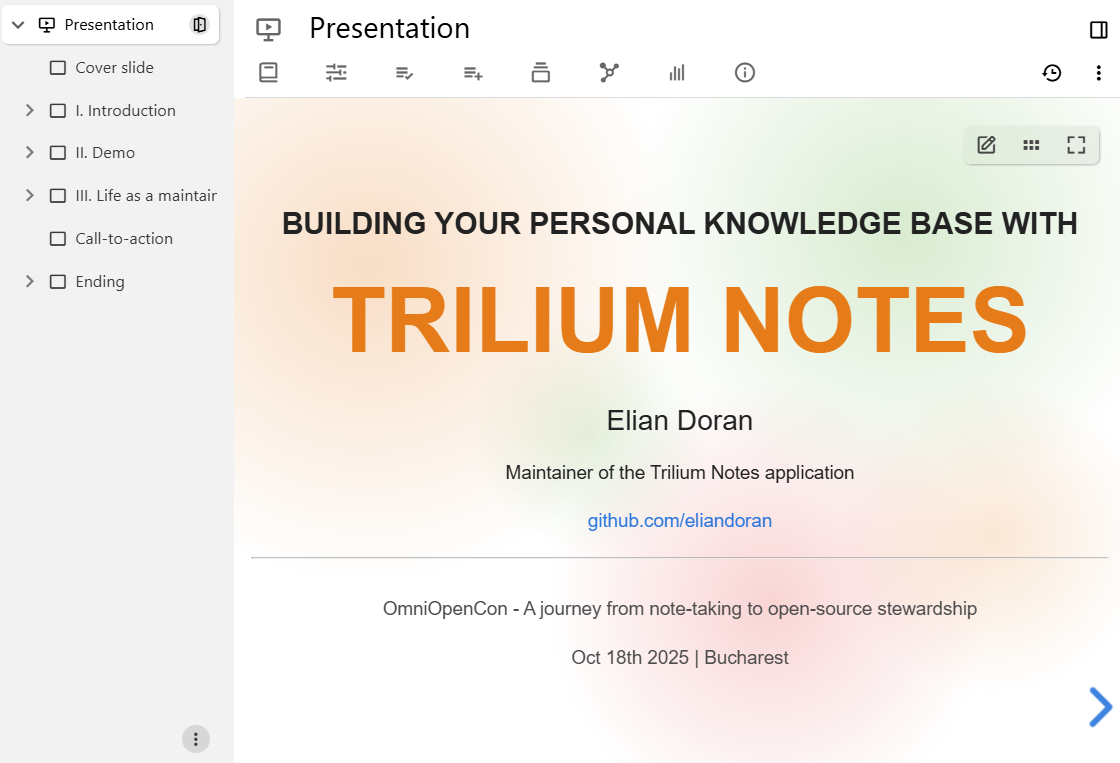 Presentation
Cover slide
I. Introduction
II. Demo
III. Life as a maintair
Call-to-action
Ending
Presentation
BUILDING YOUR PERSONAL KNOWLEDGE BASE WITH
TRILIUM NOTES
Elian Doran
Maintainer of the Trilium Notes application
github.com/eliandoran
OmniOpenCon - A journey from note-taking to open-source stewardship
Oct 18th 2025 | Bucharest